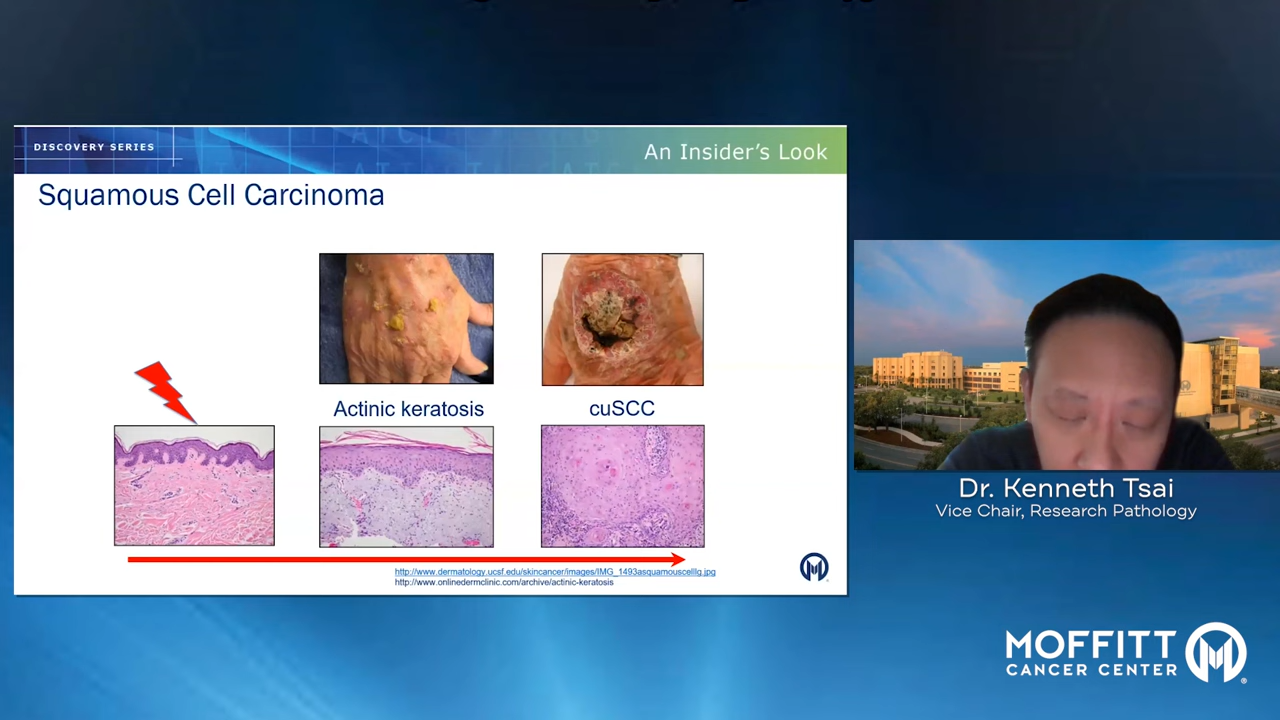 DISCOVERY SERIES
An Insider's Look
Squamous Cell Carcinoma
Actinic keratosis
cuSCC
http://www.dermatology.ucsf.edu/skincancer/images/IMG_1493asquamouscelllg.jpg
http://www.onlinedermclinic.com/archive/actinic-keratosis
Dr. Kenneth Tsai
Vice Chair, Research Pathology
MOFFITT
CANCER CENTER